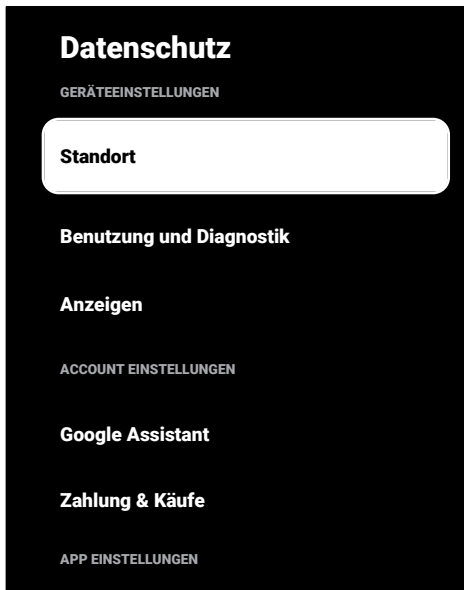 Datenschutz
GERÄTEEINSTELLUNGEN
Standort
Benutzung und Diagnostik
Anzeigen
ACCOUNT EINSTELLUNGEN
Google Assistant
Zahlung & Käufe
APP EINSTELLUNGEN